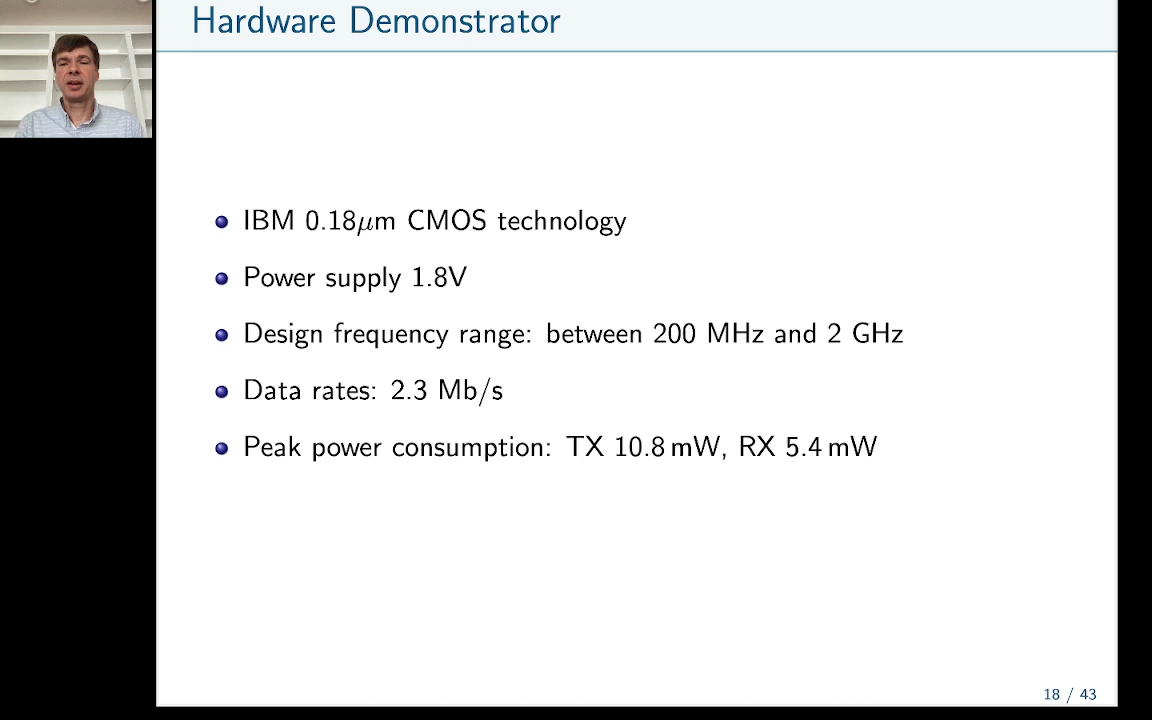 Hardware Demonstrator
IBM 0.18μm CMOS technology
Power supply 1.8V
Design frequency range: between 200 MHz and 2 GHz
Data rates: 2.3 Mb/s
Peak power consumption: TX 10.8 mW, RX 5.4 mW
18 / 43